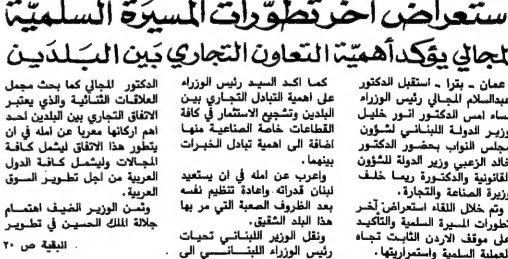 ستعراض آخر تطورات المسيرة السلمية
لمجالي يؤكد أهمية التعاون التجاري بين البلدين
عمان ـ بترا ـ استقبل الدكتور
عبدالسلام المجالي رئيس الوزراء
ساء امس الدكتور انور خليل
وزير الدولة اللبناني لشؤون
مجلس النواب بحضور الدكتور
خالد الزعبي وزير الدولة للشؤون
القانونية والدكتورة ريما خلف
وزيرة الصناعة والتجارة .
وتم خلال اللقاء استعراض آخر
تطورات المسيرة السلمية والتأكيد
على موقف الاردن الثابت تجاه
العملية السلمية واستمراريتها .
كما اكد السيد رئيس الوزراء
على اهمية التبادل التجاري بين
البلدين وتشجيع الاستثمار في كافة
القطاعات خاصة الصناعية منها
اضافة الى اهمية تبادل الخبرات
بينهما .
واعرب عن امله في ان يستعيد
لبنان قدراته واعادة تنظيم نفسه
بعد الظروف الصعبة التي مر بها
هذا البلد الشقيق .
ونقل الوزير اللبناني تحيات
رئيس الوزراء اللبنــــاني الى
الدكتور المجالي كما بحث مجمل
العلاقات الثنائية والذي يعتبر
الاتفاق التجاري بين البلدين احد
اهم اركانها معربا عن امله في ان
يتطور هذا الاتفاق ليشمل كافة
المجالات وليشمل كافة الدول
العربية من اجل تطوير السوق
العربية .
وثمن الوزير الضيف اهتمام
جلالة الملك الحسين في تطوير
البقية ص ٢٠